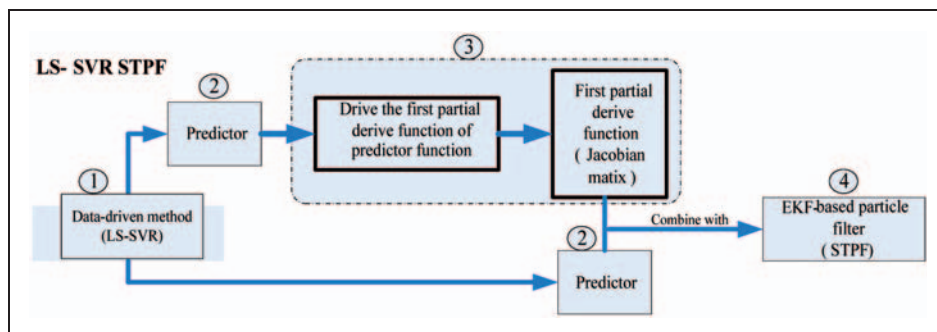 ③
LS- SVR STPF
②
Predictor
Drive the first partial
derive function of
predictor function
First partial
derive
function
( Jacobian
matix )
①
Data-driven method
(LS-SVR)
④
EKF-based particle
filter
( STPF)
Combine with
②
Predictor